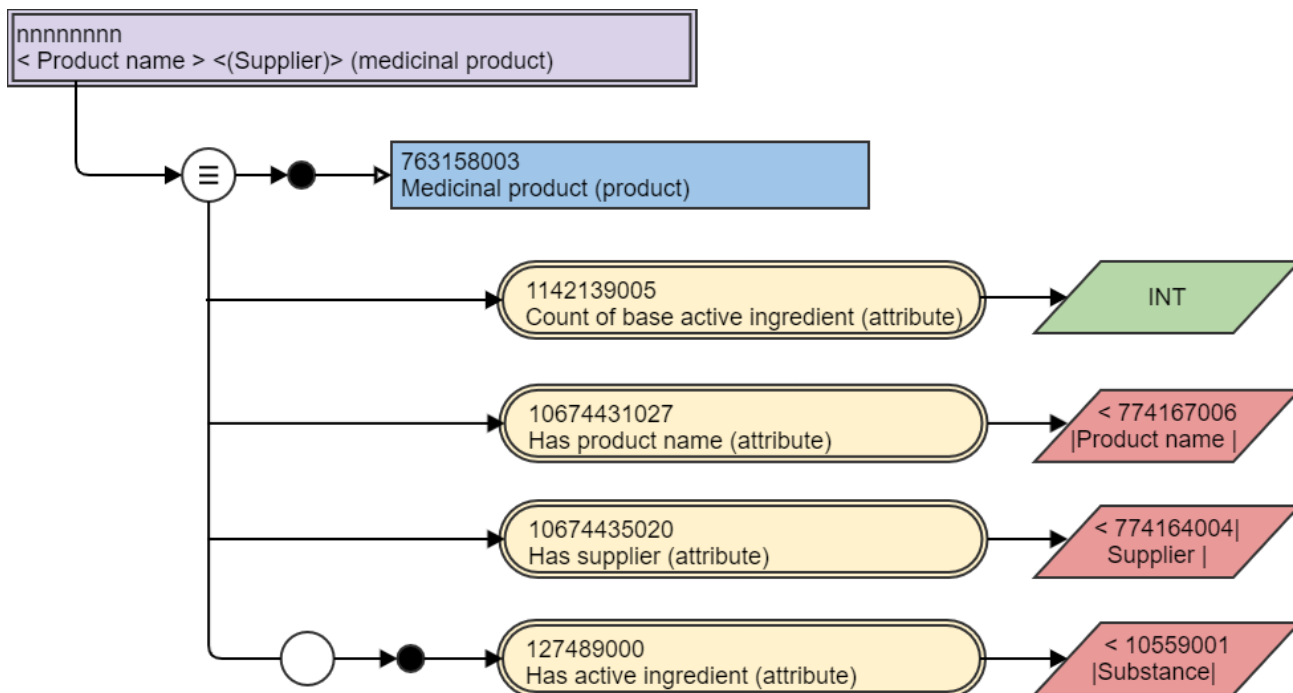 nnnnnnnn
< Product name > <(Supplier)> (medicinal product)
763158003
Medicinal product (product)
1142139005
Count of base active ingredient (attribute)
INT
10674431027
Has product name (attribute)
< 774167006
|Product name |
10674435020
Has supplier (attribute)
< 774164004|
Supplier |
127489000
Has active ingredient (attribute)
< 10559001
|Substance|